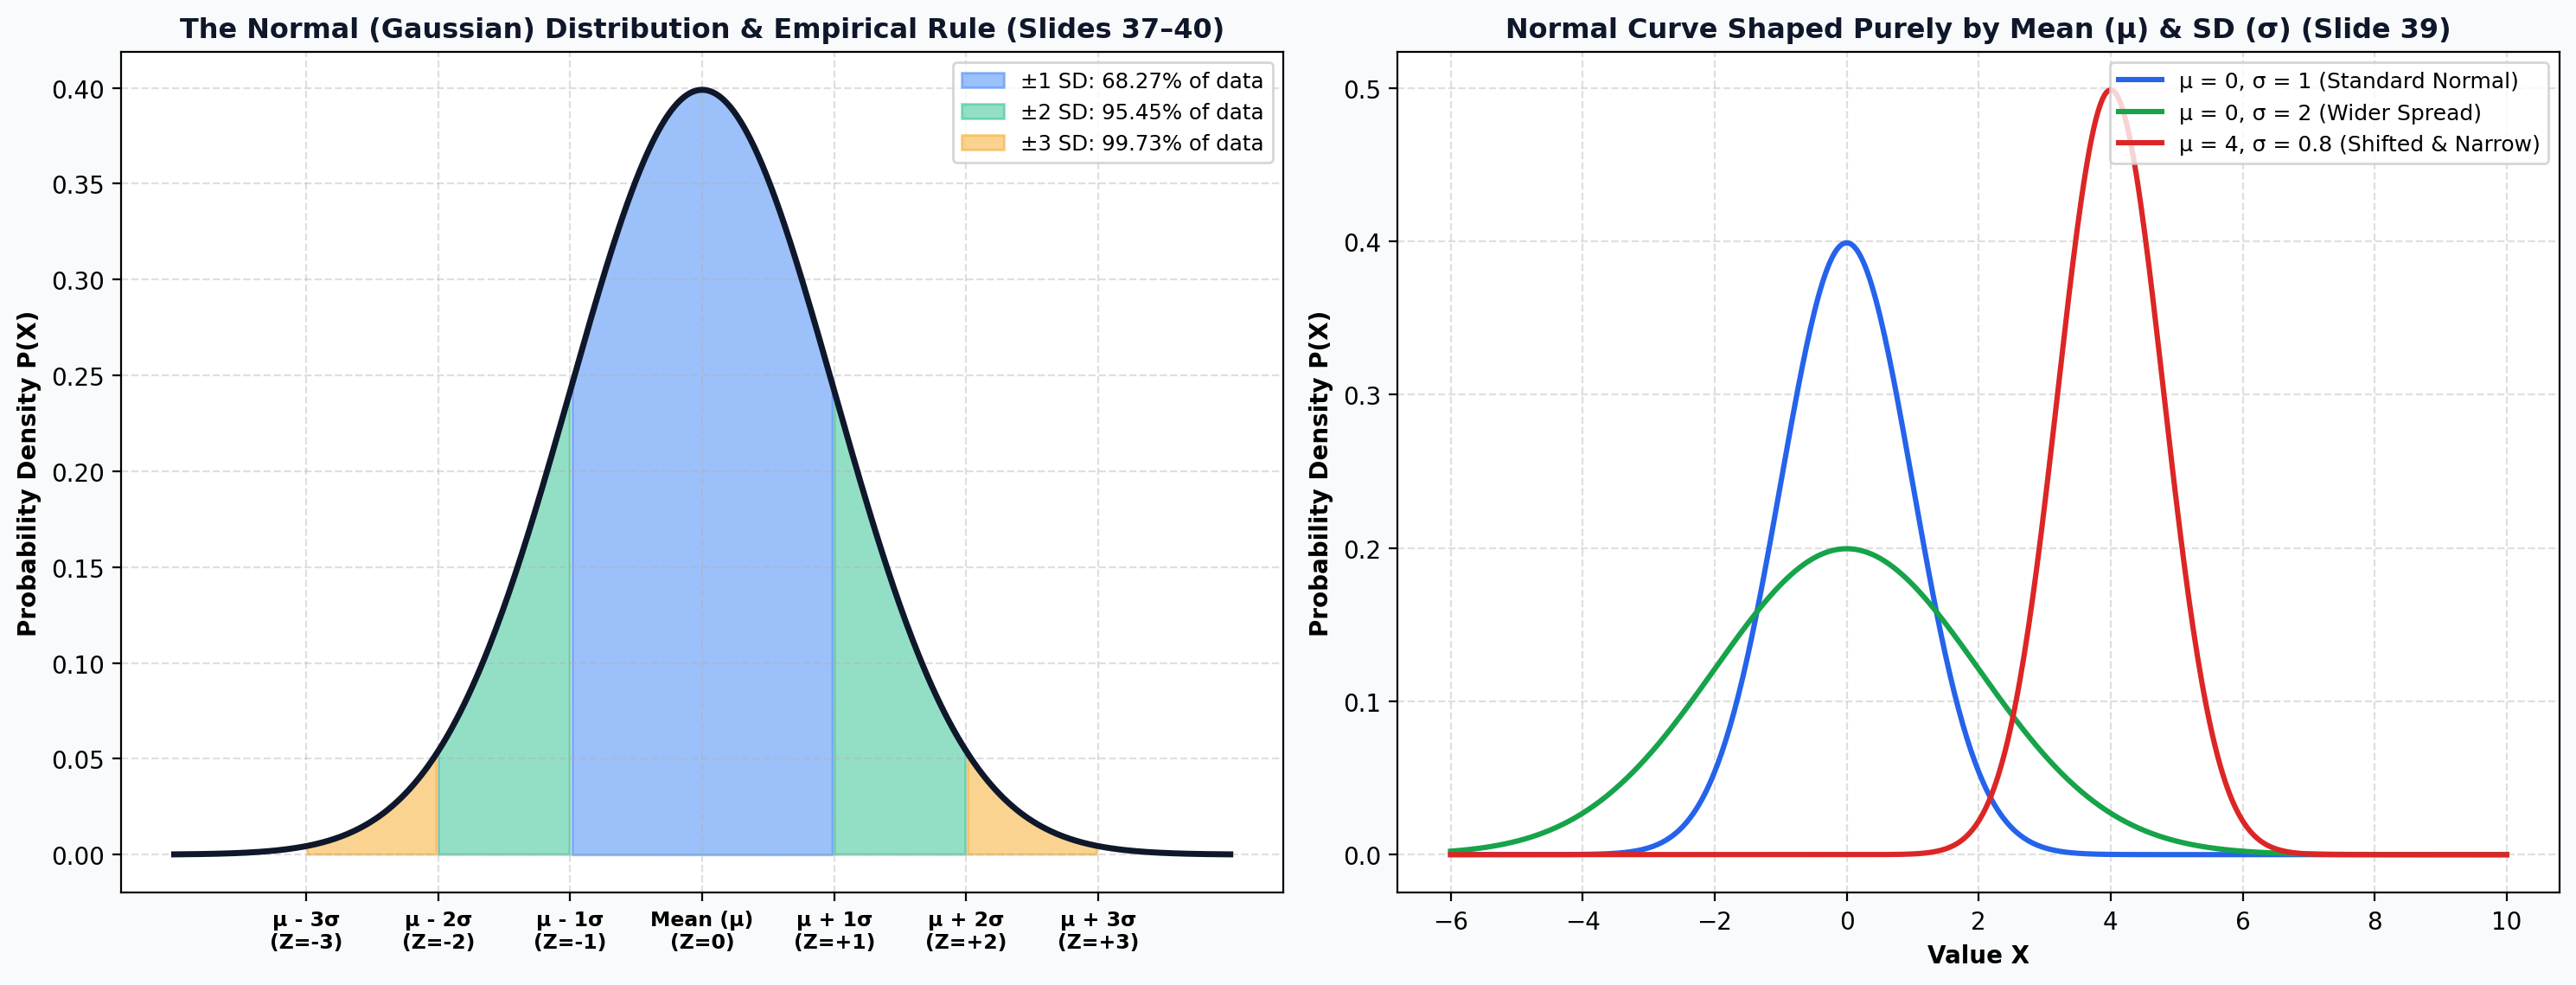 The Normal (Gaussian) Distribution & Empirical Rule (Slides 37–40)
±1 SD: 68.27% of data
±2 SD: 95.45% of data
±3 SD: 99.73% of data
Probability Density P(X)
0.40
0.35
0.30
0.25
0.20
0.15
0.10
0.05
0.00
μ - 3σ μ - 2σ μ - 1σ Mean (μ) μ + 1σ μ + 2σ μ + 3σ
(Z=-3) (Z=-2) (Z=-1) (Z=0) (Z=+1) (Z=+2) (Z=+3)
Normal Curve Shaped Purely by Mean (μ) & SD (σ) (Slide 39)
μ = 0, σ = 1 (Standard Normal)
μ = 0, σ = 2 (Wider Spread)
μ = 4, σ = 0.8 (Shifted & Narrow)
Probability Density P(X)
0.5
0.4
0.3
0.2
0.1
0.0
−6 −4 −2 0 2 4 6 8 10
Value X